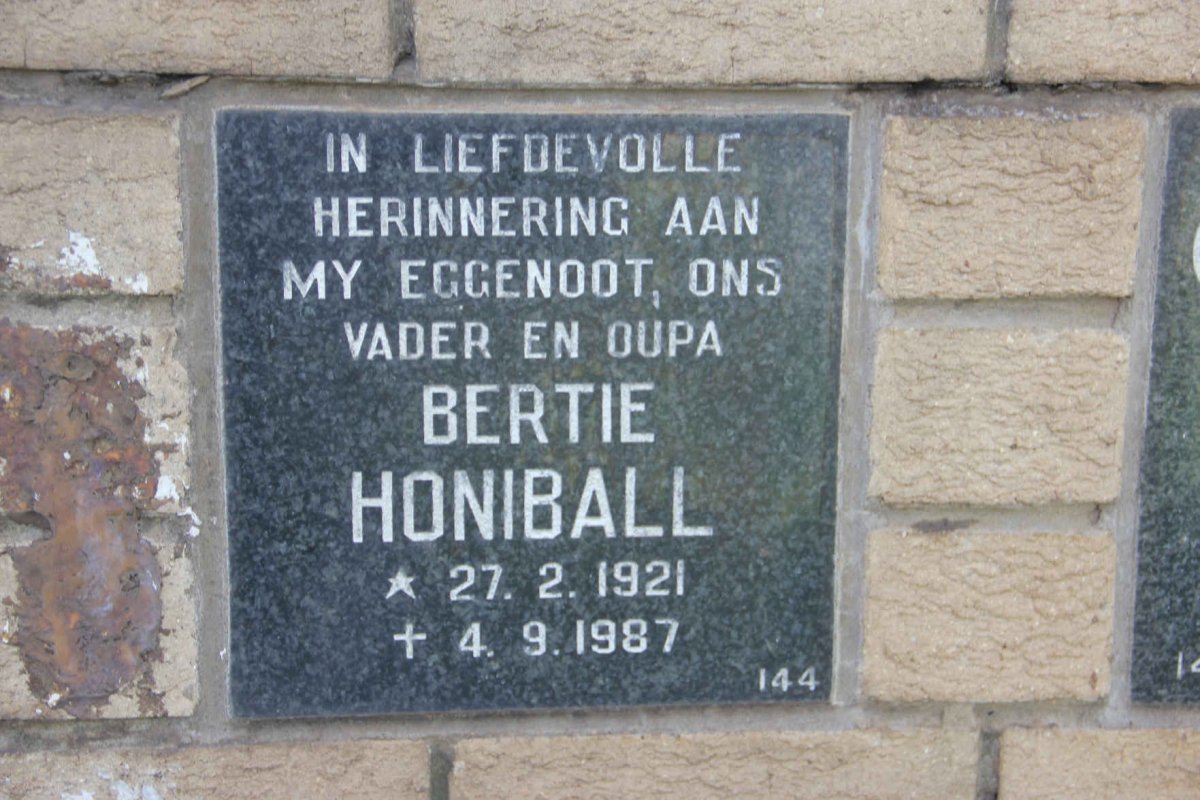 IN LIEFDEVOLLE
HERINNERING AAN
MY EGGENOOT, ONS
VADER EN OUPA
BERTIE
HONIBALL
★ 27. 2. 1921
✝ 4. 9. 1987
144